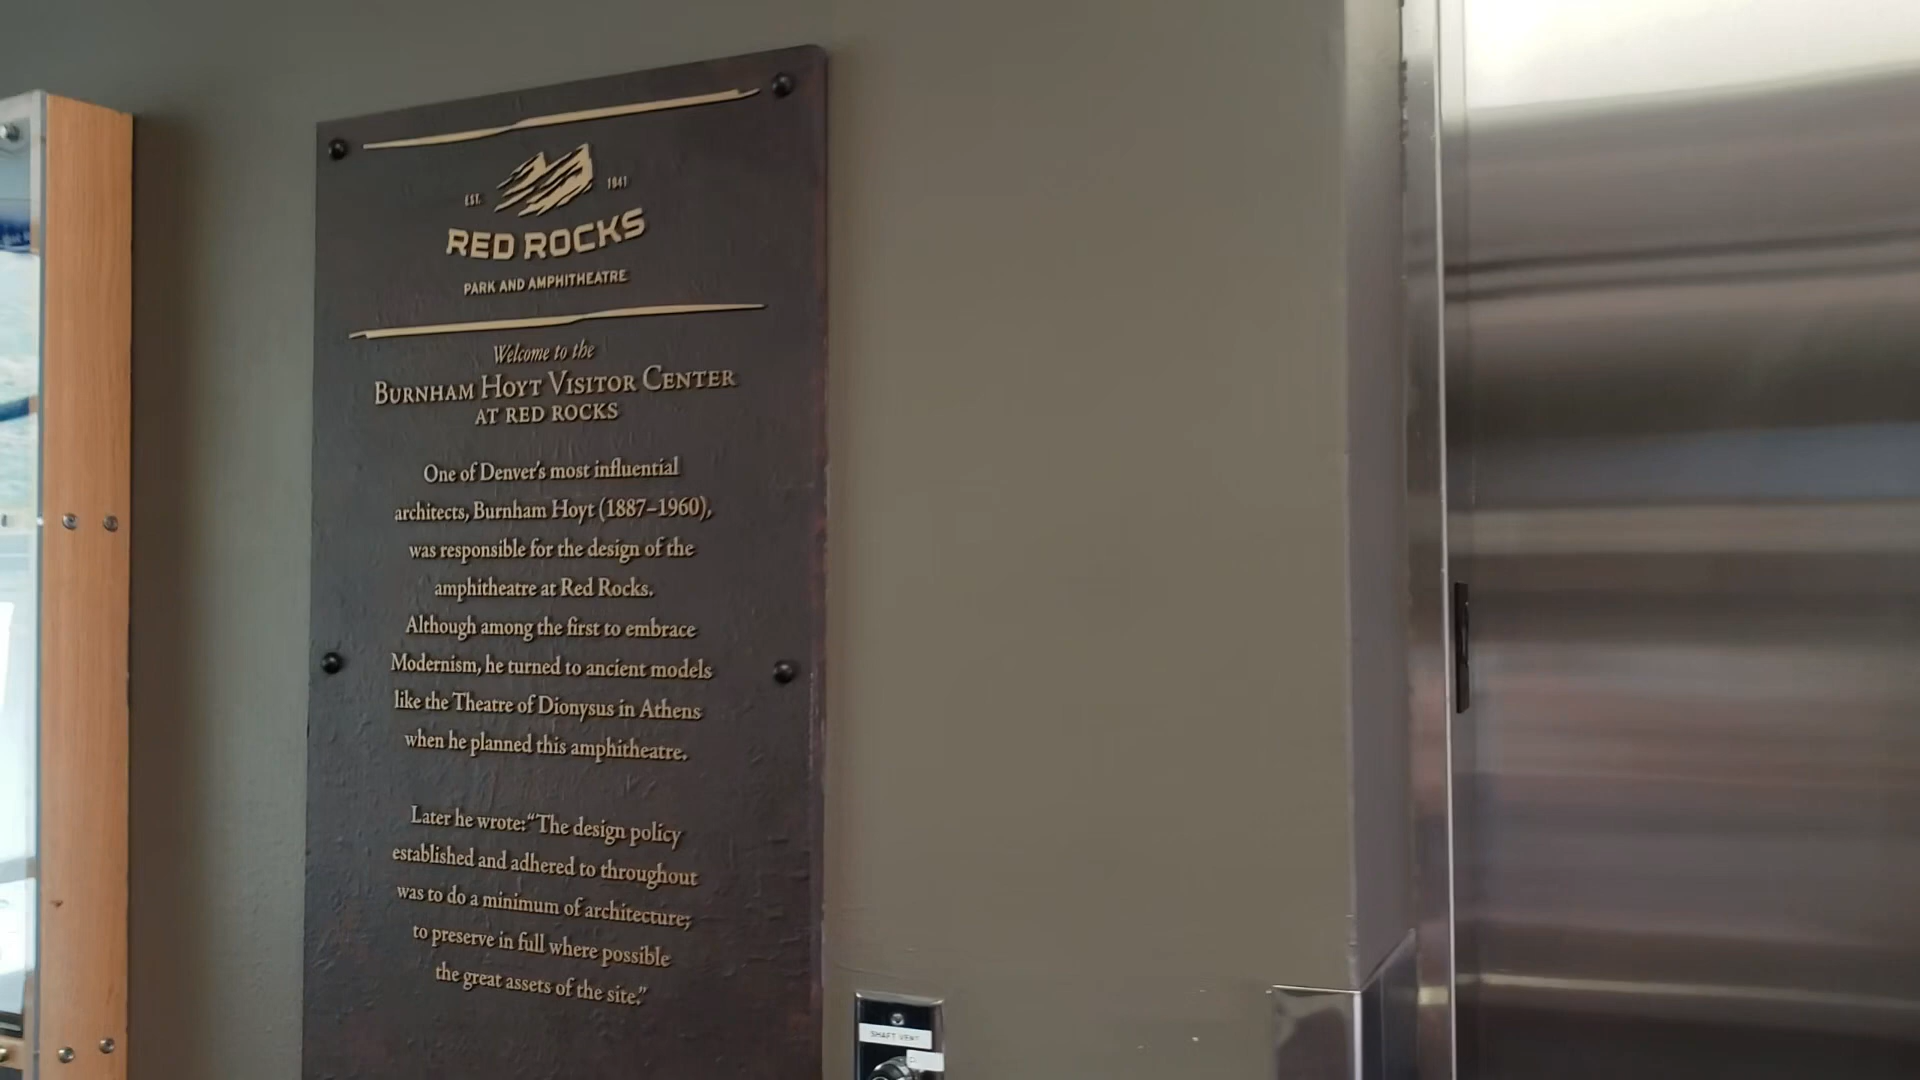 EST. 1941
RED ROCKS
PARK AND AMPHITHEATRE
Welcome to the
BURNHAM HOYT VISITOR CENTER
AT RED ROCKS
One of Denver's most influential
architects, Burnham Hoyt (1887–1960),
was responsible for the design of the
amphitheatre at Red Rocks.
Although among the first to embrace
Modernism, he turned to ancient models
like the Theatre of Dionysus in Athens
when he planned this amphitheatre.
Later he wrote: “The design policy
established and adhered to throughout
was to do a minimum of architecture;
to preserve in full where possible
the great assets of the site.”
SHAFT VENT